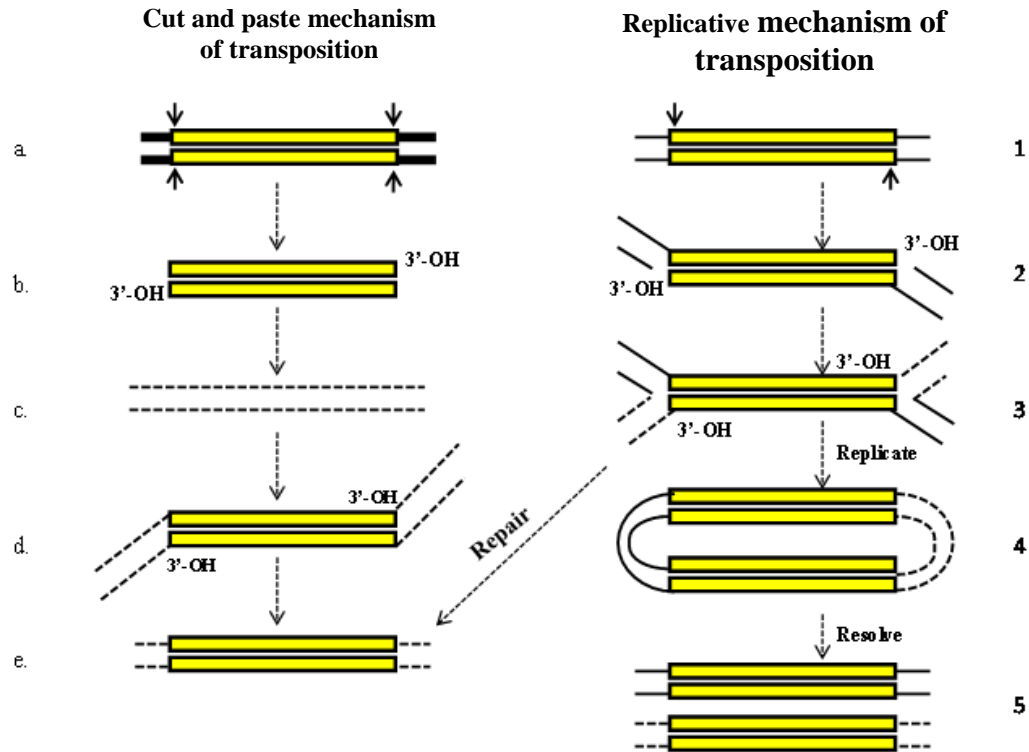 Cut and paste mechanism
of transposition
Replicative mechanism of
transposition
a.
1
b.
3'-OH
3'-OH
3'-OH
3'-OH
2
c.
3'-OH
3'-OH
3
Replicate
d.
3'-OH
3'-OH
Repair
4
e.
Resolve
5